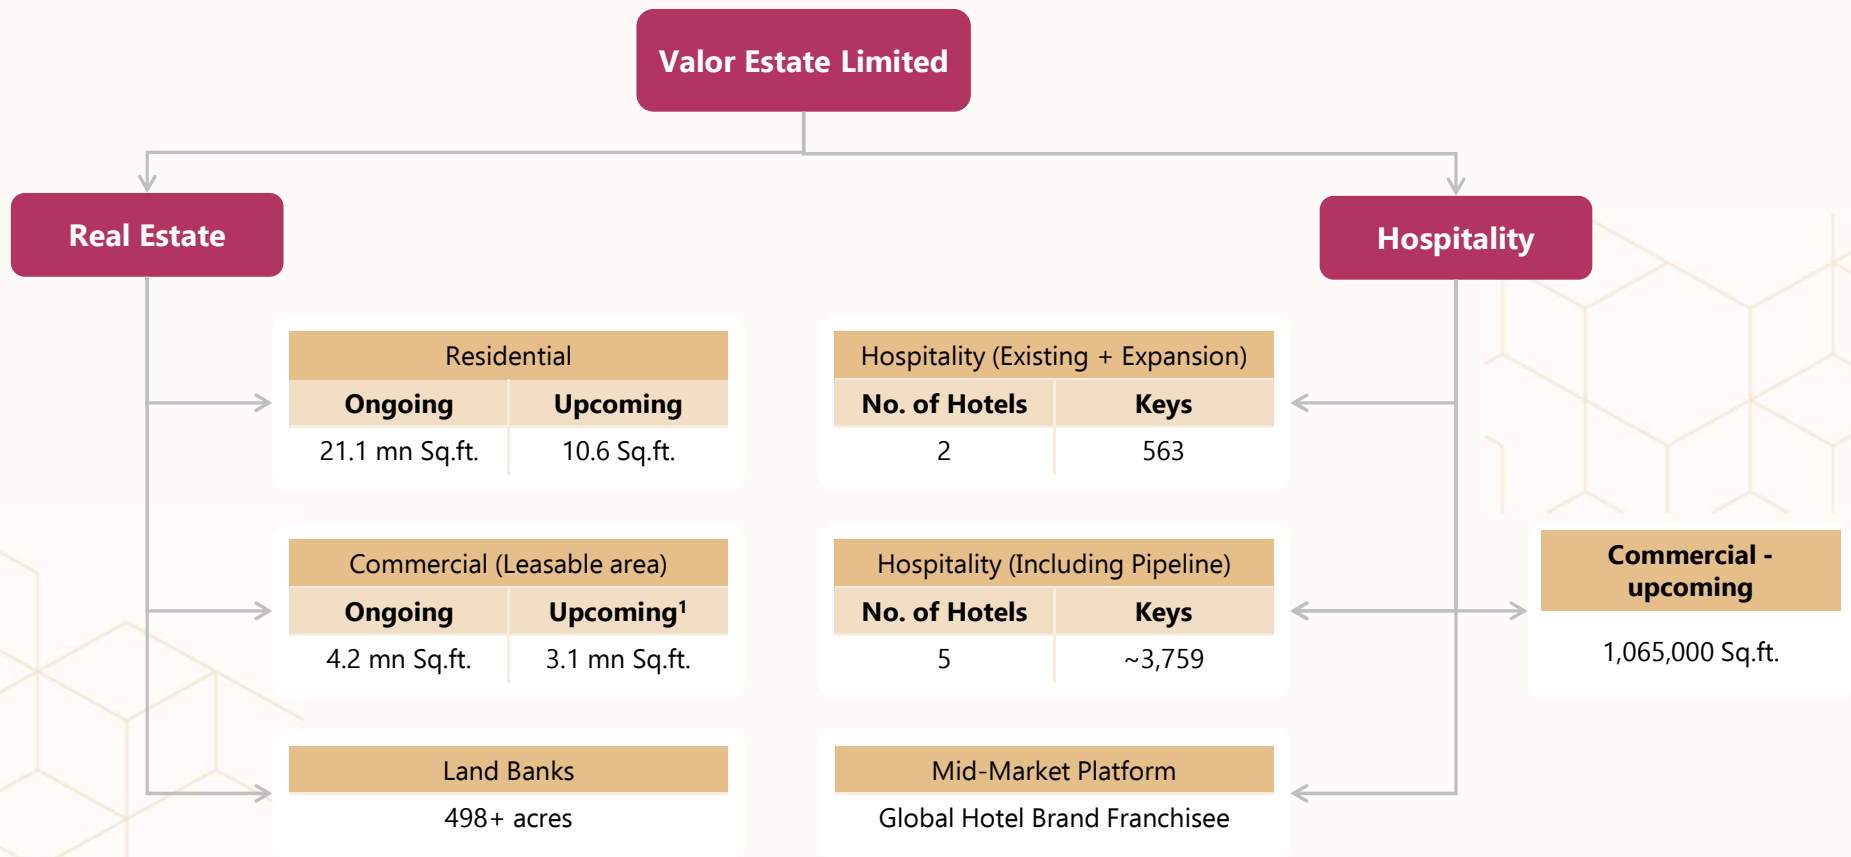 Valor Estate Limited
Real Estate
Hospitality
Residential
Ongoing Upcoming
21.1 mn Sq.ft. 10.6 Sq.ft.
Commercial (Leasable area)
Ongoing Upcoming¹
4.2 mn Sq.ft. 3.1 mn Sq.ft.
Land Banks
498+ acres
Hospitality (Existing + Expansion)
No. of Hotels Keys
2 563
Hospitality (Including Pipeline)
No. of Hotels Keys
5 ~3,759
Mid-Market Platform
Global Hotel Brand Franchisee
Commercial -
upcoming
1,065,000 Sq.ft.